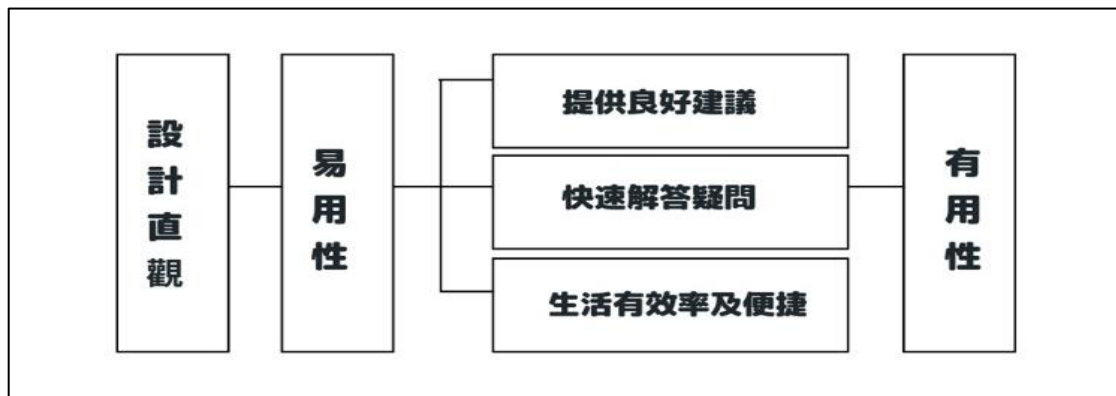 設計直觀
易用性
提供良好建議
快速解答疑問
生活有效率及便捷
有用性